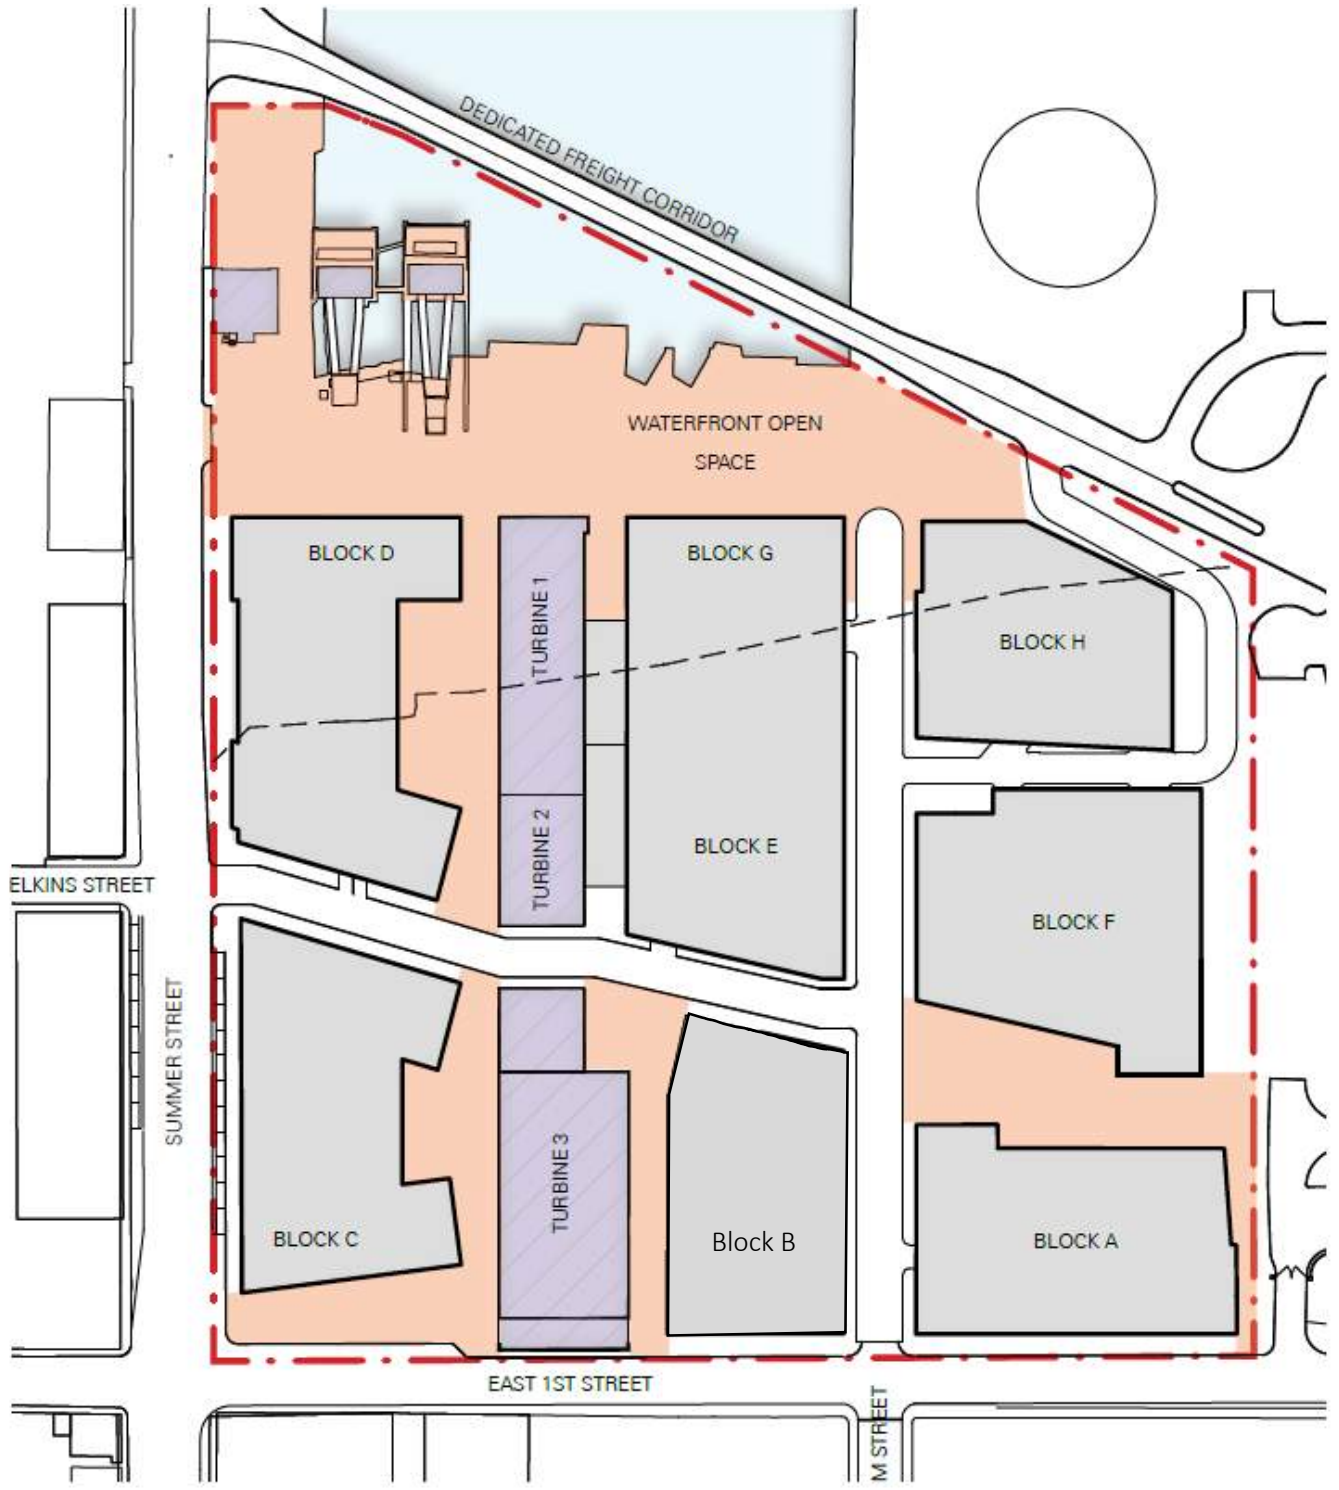 DEDICATED FREIGHT CORRIDOR
WATERFRONT OPEN
SPACE
BLOCK D
TURBINE 1
BLOCK G
BLOCK H
TURBINE 2
BLOCK E
ELKINS STREET
BLOCK F
SUMMER STREET
TURBINE 3
BLOCK C
Block B
BLOCK A
EAST 1ST STREET
M STREET